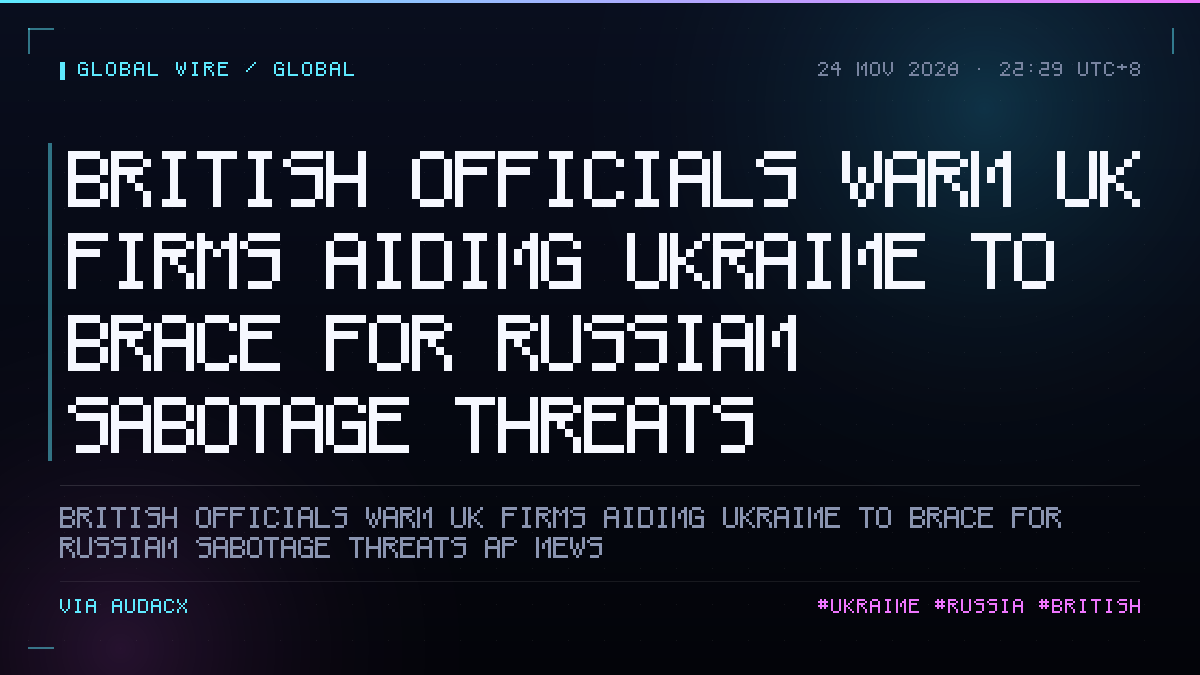 GLOBAL WIRE / GLOBAL
24 NOV · 22:29 UTC+8
BRITISH OFFICIALS WARN UK
FIRMS AIDING UKRAINE TO
BRACE FOR RUSSIAN
SABOTAGE THREATS
BRITISH OFFICIALS WARN UK FIRMS AIDING UKRAINE TO BRACE FOR
RUSSIAN SABOTAGE THREATS AP NEWS
VIA AUDACX
#UKRAINE #RUSSIA #BRITISH